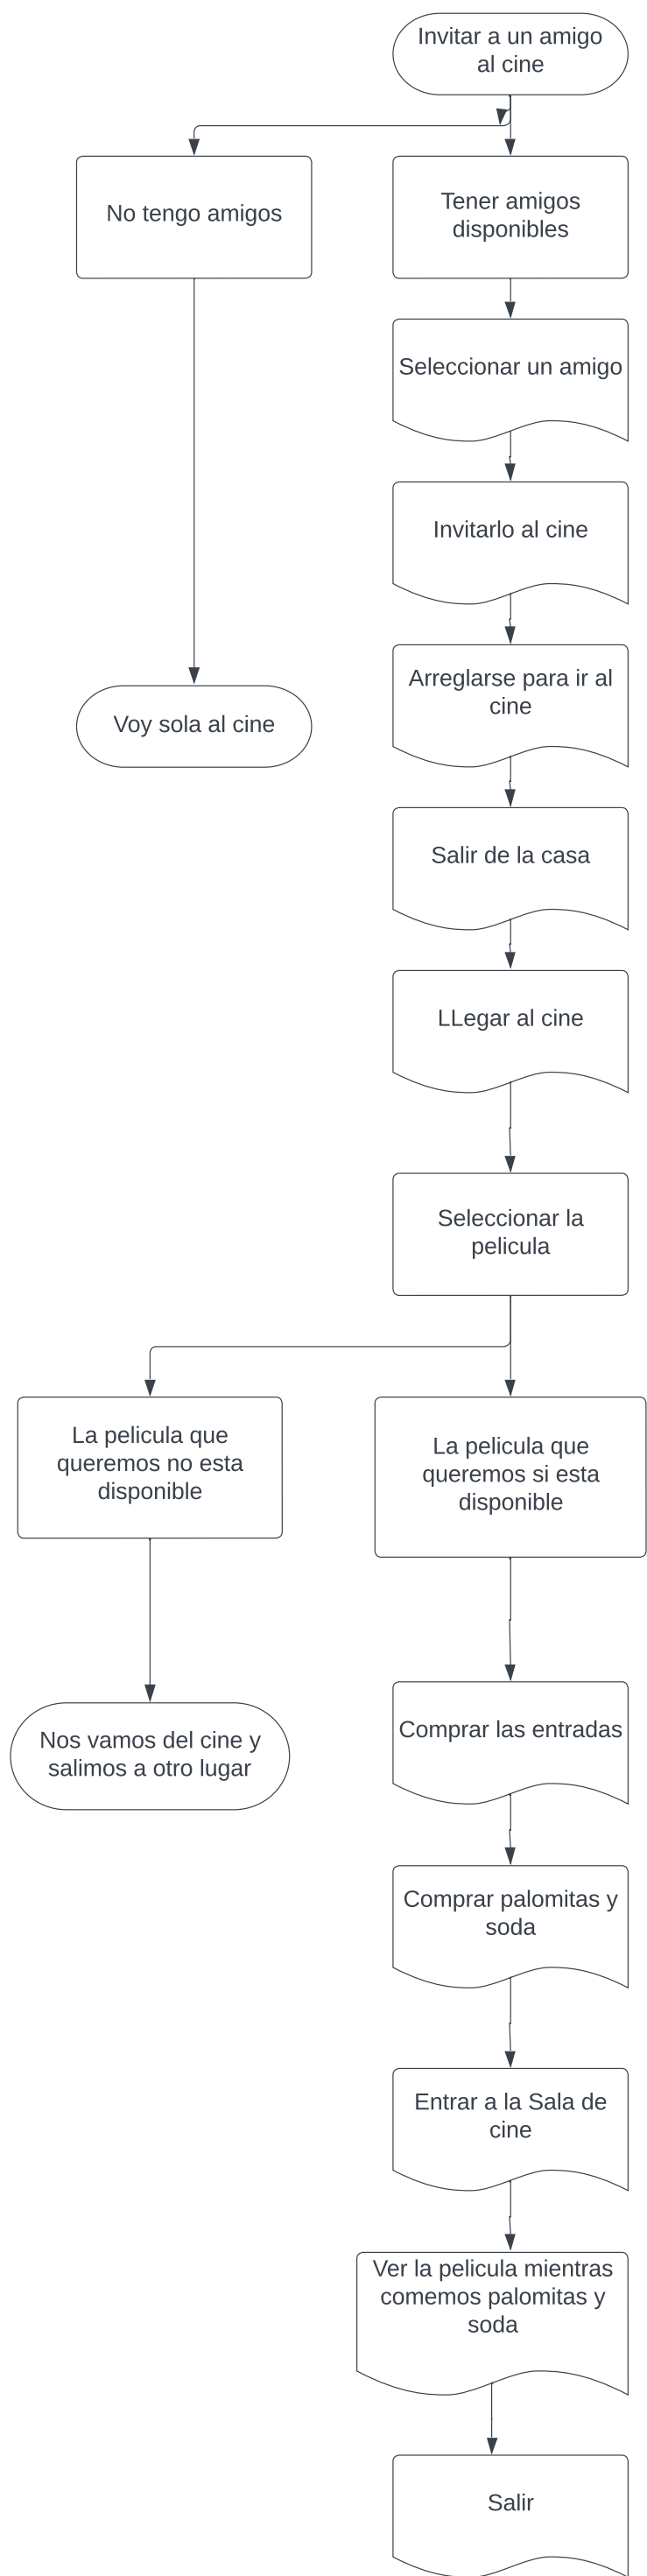 Invitar a un amigo
al cine
No tengo amigos
Tener amigos
disponibles
Seleccionar un amigo
Invitarlo al cine
Arreglarse para ir al
cine
Voy sola al cine
Salir de la casa
LLegar al cine
Seleccionar la
pelicula
La pelicula que
queremos no esta
disponible
La pelicula que
queremos si esta
disponible
Nos vamos del cine y
salimos a otro lugar
Comprar las entradas
Comprar palomitas y
soda
Entrar a la Sala de
cine
Ver la pelicula mientras
comemos palomitas y
soda
Salir